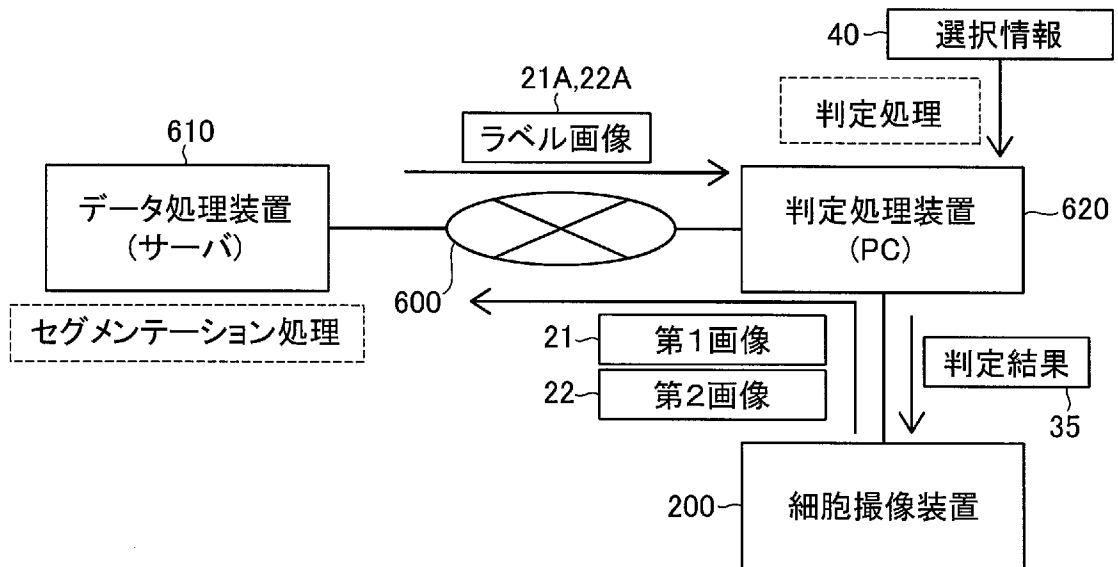 40
選択情報
21A,22A
ラベル画像
判定処理
610
データ処理装置
(サーバ)
判定処理装置
(PC)
620
600
セグメンテーション処理
21
第1画像
22
第2画像
判定結果
35
200
細胞撮像装置